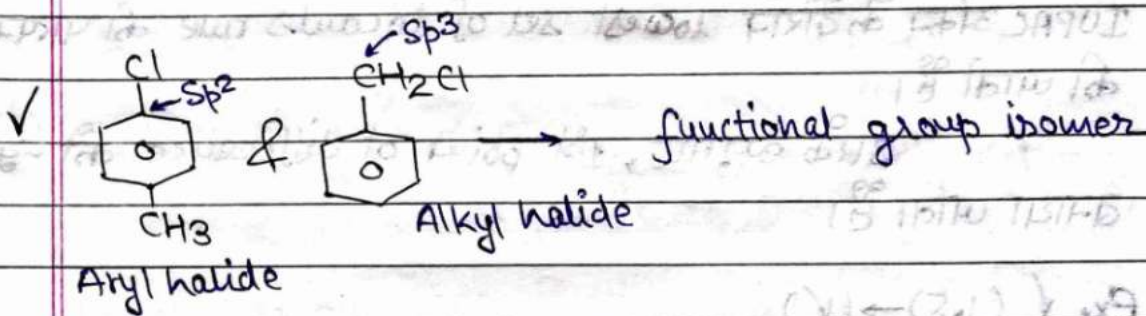 Cl
Sp2
Sp3
CH2Cl
✓ & → functional group isomer
CH3
Alkyl halide
Aryl halide